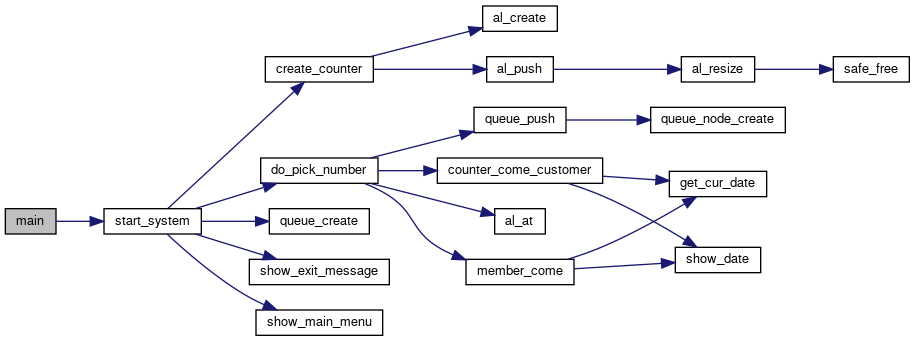 al_create
create_counter
al_push
al_resize
safe_free
queue_push
queue_node_create
do_pick_number
counter_come_customer
get_cur_date
main
start_system
queue_create
al_at
show_exit_message
member_come
show_date
show_main_menu